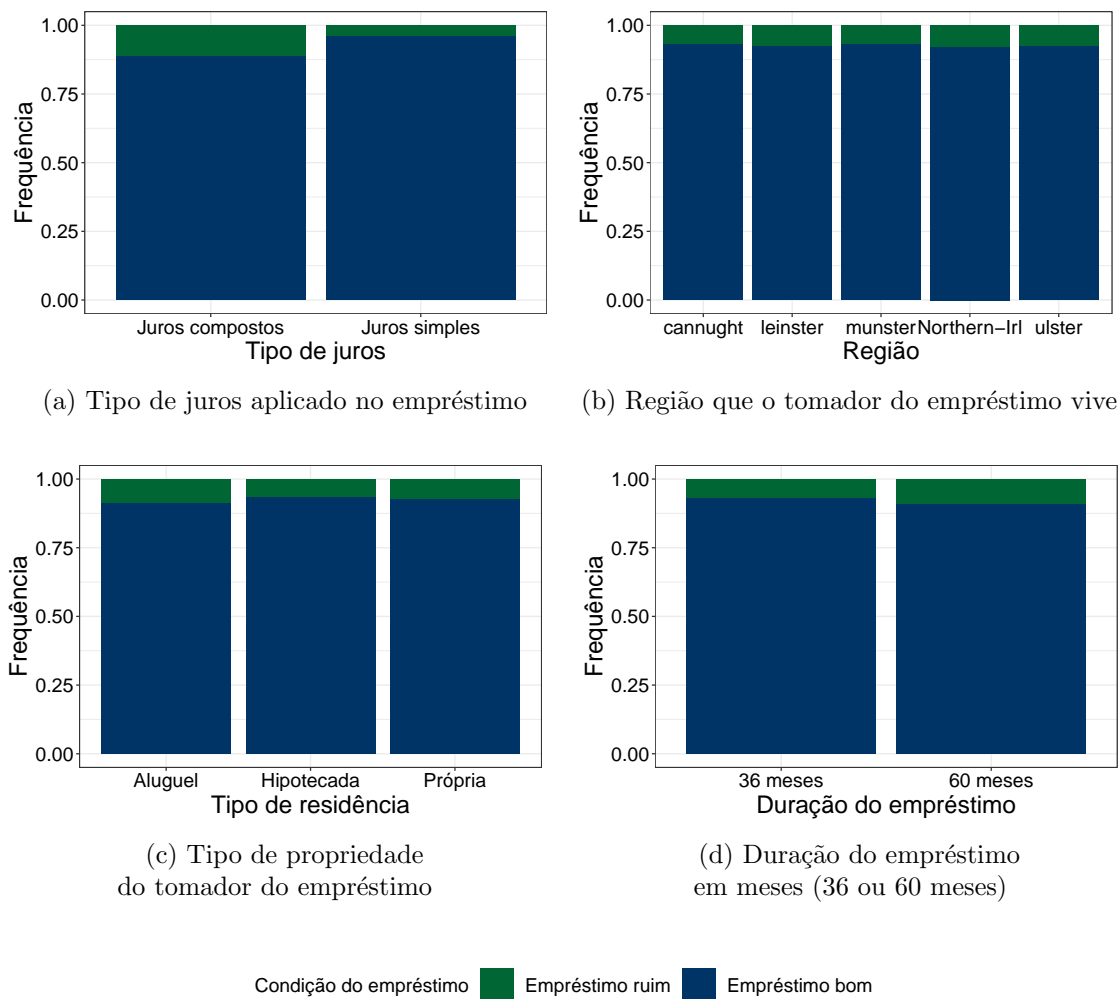 1.00
0.75
0.50
0.25
0.00
Frequência
Juros compostos Juros simples
Tipo de juros
(a) Tipo de juros aplicado no empréstimo
1.00
0.75
0.50
0.25
0.00
Frequência
cannught leinster munster Northern−Irl ulster
Região
(b) Região que o tomador do empréstimo vive
1.00
0.75
0.50
0.25
0.00
Frequência
Aluguel Hipotecada Própria
Tipo de residência
(c) Tipo de propriedade
do tomador do empréstimo
1.00
0.75
0.50
0.25
0.00
Frequência
36 meses 60 meses
Duração do empréstimo
(d) Duração do empréstimo
em meses (36 ou 60 meses)
Condição do empréstimo Empréstimo ruim Empréstimo bom